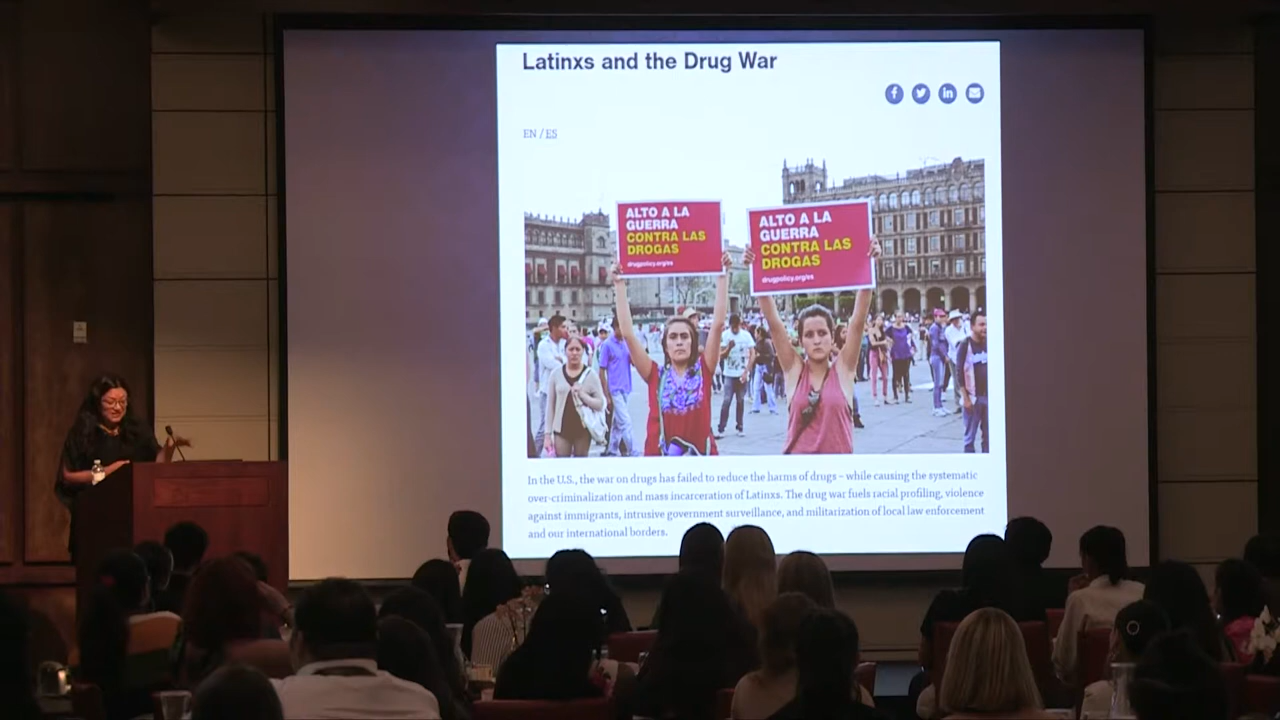 Latinxs and the Drug War
EN / ES
ALTO A LA
GUERRA
CONTRA LAS
DROGAS
drugpolicy.org/es
ALTO A LA
GUERRA
CONTRA LAS
DROGAS
drugpolicy.org/es
In the U.S., the war on drugs has failed to reduce the harms of drugs – while causing the systematic
over-criminalization and mass incarceration of Latinxs. The drug war fuels racial profiling, violence
against immigrants, intrusive government surveillance, and militarization of local law enforcement
and our international borders.